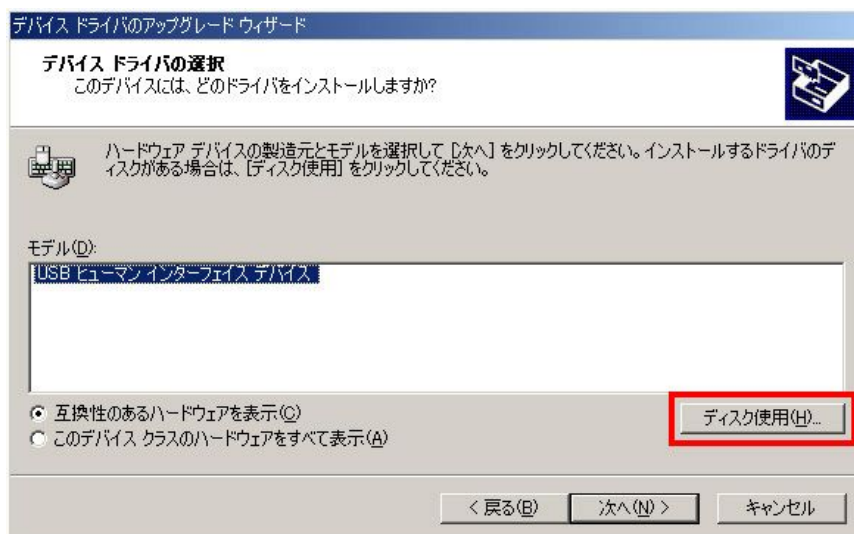 デバイス ドライバのアップグレード ウィザード
デバイス ドライバの選択
このデバイスには、どのドライバをインストールしますか?
ハードウェア デバイスの製造元とモデルを選択して [次へ] をクリックしてください。インストールするドライバのデ
ィスクがある場合は、[ディスク使用] をクリックしてください。
モデル(D):
USB ヒューマン インターフェイス デバイス
互換性のあるハードウェアを表示(C)
ディスク使用(H)...
このデバイス クラスのハードウェアをすべて表示(A)
< 戻る(B)
次へ(N) >
キャンセル